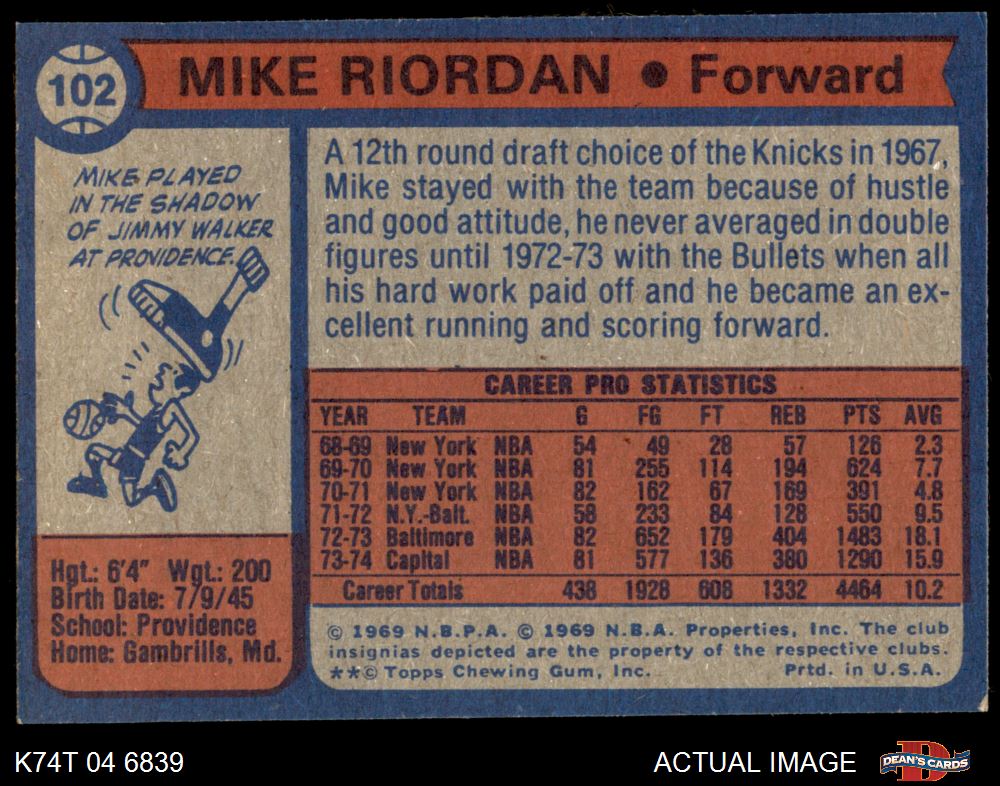 102
MIKE RIORDAN • Forward
MIKE PLAYED
IN THE SHADOW
OF JIMMY WALKER
AT PROVIDENCE.
Hgt.: 6'4" Wgt.: 200
Birth Date: 7/9/45
School: Providence
Home: Gambrills, Md.
A 12th round draft choice of the Knicks in 1967,
Mike stayed with the team because of hustle
and good attitude, he never averaged in double
figures until 1972-73 with the Bullets when all
his hard work paid off and he became an ex-
cellent running and scoring forward.
CAREER PRO STATISTICS
YEAR TEAM G FG FT REB PTS AVG
68-69 New York NBA 54 49 28 57 126 2.3
69-70 New York NBA 81 255 114 194 624 7.7
70-71 New York NBA 82 162 67 169 391 4.8
71-72 N.Y.-Balt. NBA 58 233 84 128 550 9.5
72-73 Baltimore NBA 82 652 179 404 1483 18.1
73-74 Capital NBA 81 577 136 380 1290 15.9
Career Totals 438 1928 608 1332 4464 10.2
© 1969 N.B.P.A. © 1969 N.B.A. Properties, Inc. The club
insignias depicted are the property of the respective clubs.
**© Topps Chewing Gum, Inc. Prtd. in U.S.A.
K74T 04 6839
ACTUAL IMAGE
D
DEAN'S CARDS